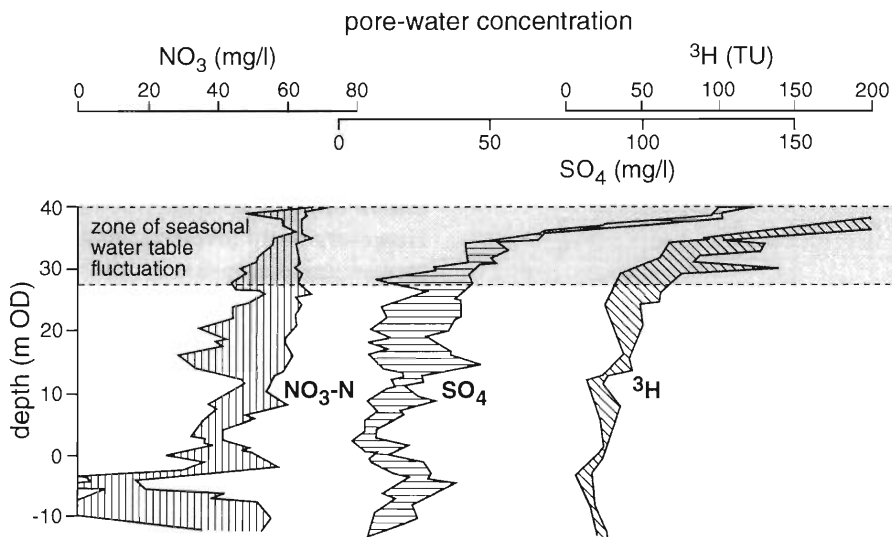 pore-water concentration
NO₃ (mg/l)
³H (TU)
0 20 40 60 80
0 50 100 200
0 50 100 150
SO₄ (mg/l)
depth (m OD)
40
30
20
10
0
-10
zone of seasonal
water table
fluctuation
NO₃-N
SO₄
³H